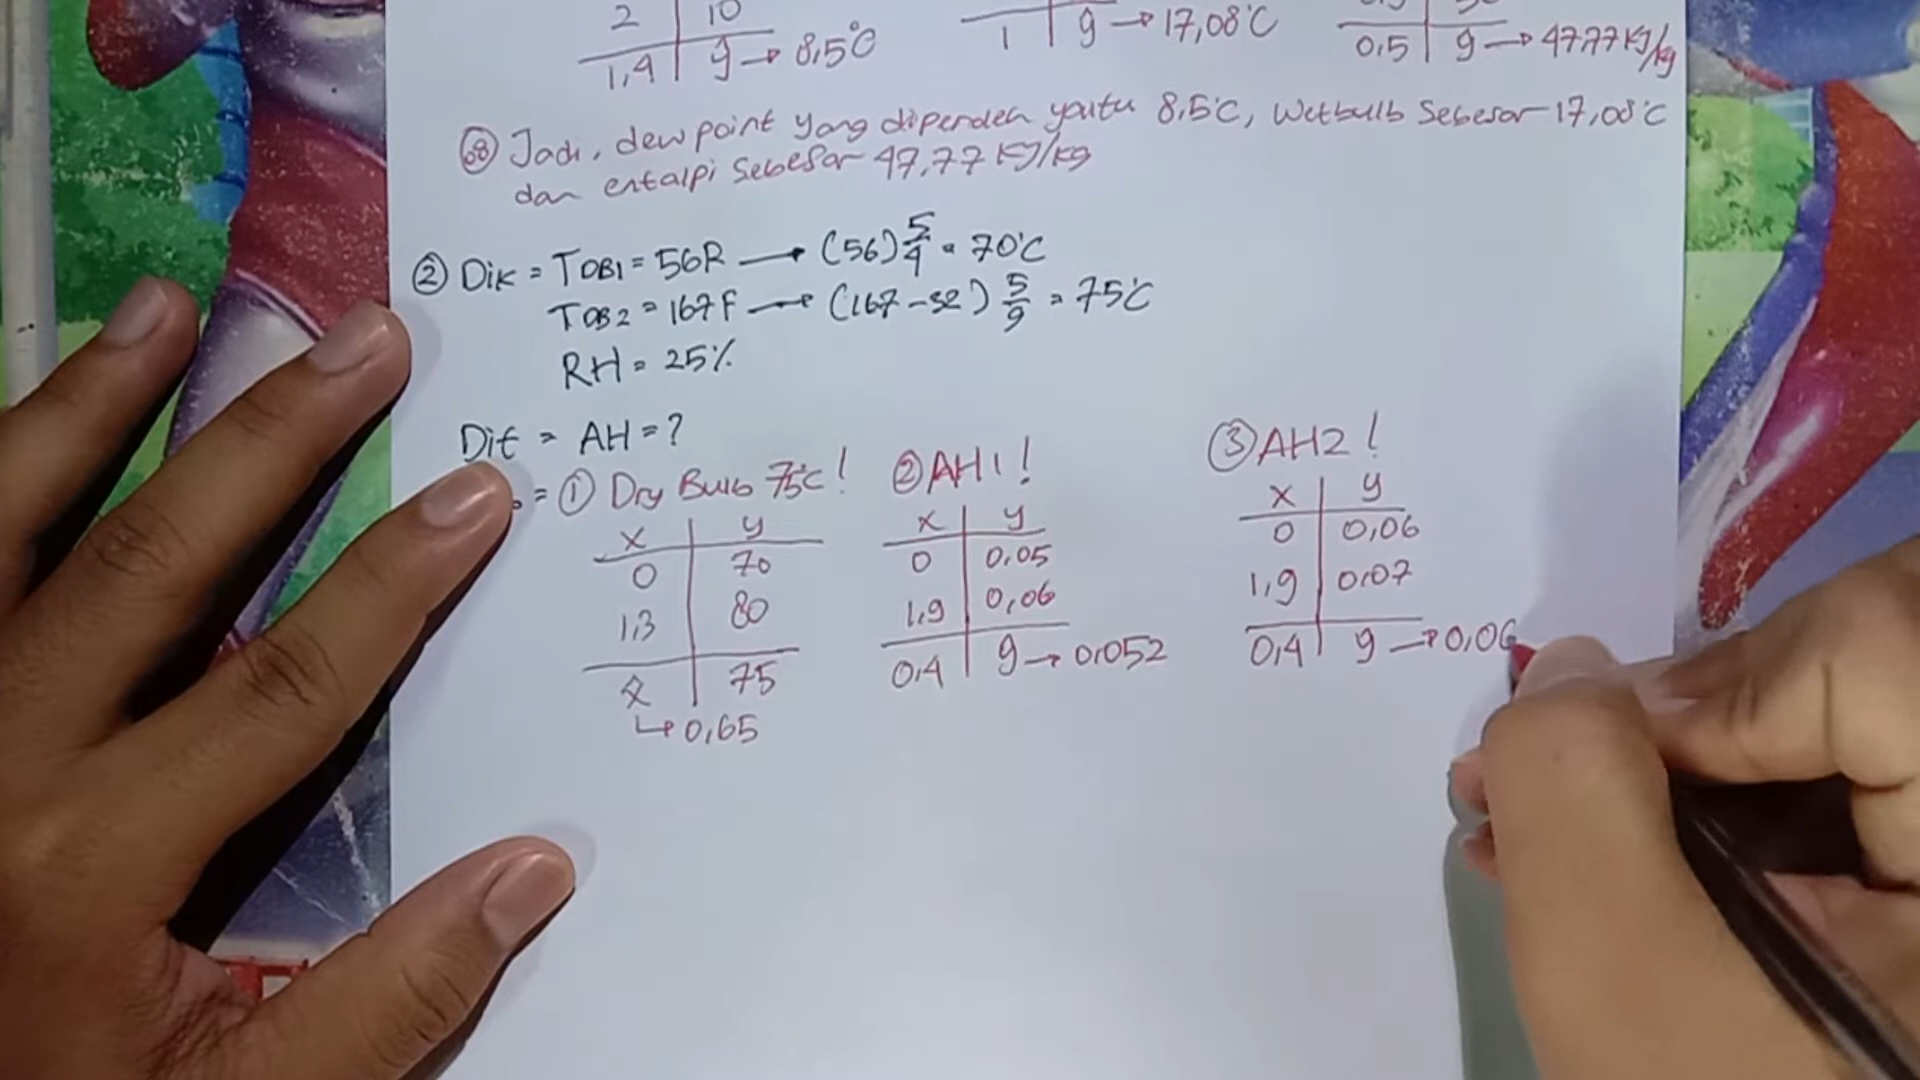 2 | 10
1,4 | y → 8,5°C
1 | y → 17,08°C
0,5 | y → 47,77 KJ/kg
Jadi, dew point yang diperoleh yaitu 8,5°C, Wetbulb Sebesar 17,08°C
dan entalpi Sebesar 47,77 KJ/kg
② Dik = TDB1 = 56R → (56) 5/4 = 70°C
TDB2 = 167F → (167-32) 5/9 = 75°C
RH = 25%
Dit = AH = ?
= ① Dry Bulb 75°C!
x | y
0 | 70
1,3 | 80
x | 75
↳ 0,65
② AH1!
x | y
0 | 0,05
1,9 | 0,06
0,4 | y → 0,052
③ AH2!
x | y
0 | 0,06
1,9 | 0,07
0,4 | y → 0,06